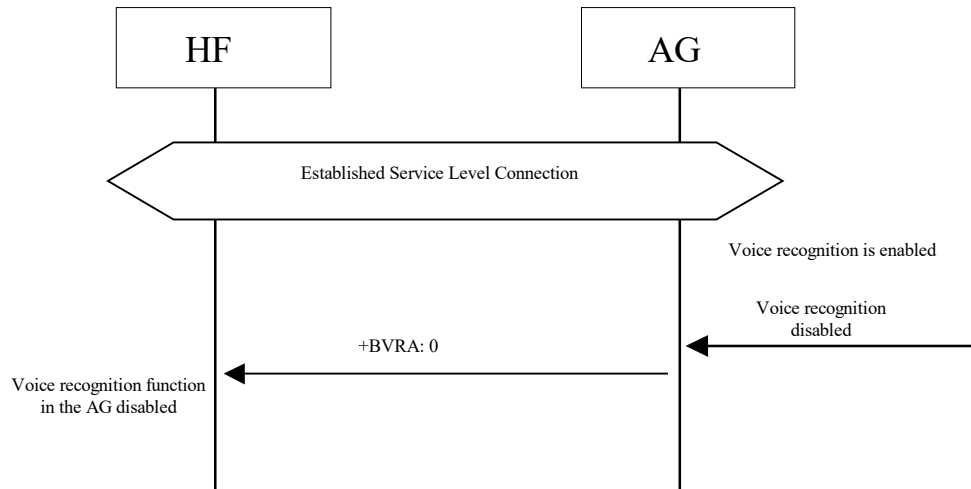 HF
AG
Established Service Level Connection
Voice recognition is enabled
Voice recognition
disabled
+BVRA: 0
Voice recognition function
in the AG disabled